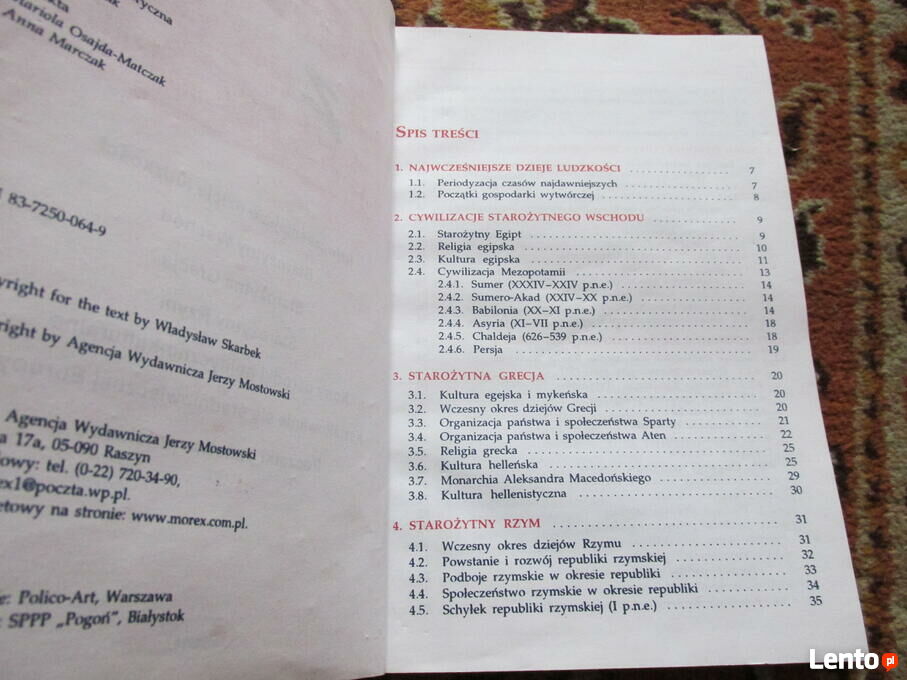 yczna
kta
ak
Mariola Osajda-Matczak
Anna Marczak
83-7250-064-9
yright for the text by Władysław Skarbek
right by Agencja Wydawnicza Jerzy Mostowski
Agencja Wydawnicza Jerzy Mostowski
a 17a, 05-090 Raszyn
owy: tel. (0-22) 720-34-90,
ex1@poczta.wp.pl.
etowy na stronie: www.morex.com.pl.
Polico-Art, Warszawa
SPPP „Pogoń”, Białystok
SPIS TREŚCI
1. NAJWCZEŚNIEJSZE DZIEJE LUDZKOŚCI 7
1.1. Periodyzacja czasów najdawniejszych 7
1.2. Początki gospodarki wytwórczej 8
2. CYWILIZACJE STAROŻYTNEGO WSCHODU 9
2.1. Starożytny Egipt 9
2.2. Religia egipska 10
2.3. Kultura egipska 11
2.4. Cywilizacja Mezopotamii 13
2.4.1. Sumer (XXXIV–XXIV p.n.e.) 14
2.4.2. Sumero-Akad (XXIV–XX p.n.e.) 14
2.4.3. Babilonia (XX–XI p.n.e.) 14
2.4.4. Asyria (XI–VII p.n.e.) 18
2.4.5. Chaldeja (626–539 p.n.e.) 18
2.4.6. Persja 19
3. STAROŻYTNA GRECJA 20
3.1. Kultura egejska i mykeńska 20
3.2. Wczesny okres dziejów Grecji 20
3.3. Organizacja państwa i społeczeństwa Sparty 21
3.4. Organizacja państwa i społeczeństwa Aten 22
3.5. Religia grecka 25
3.6. Kultura helleńska 25
3.7. Monarchia Aleksandra Macedońskiego 29
3.8. Kultura hellenistyczna 30
4. STAROŻYTNY RZYM 31
4.1. Wczesny okres dziejów Rzymu 31
4.2. Powstanie i rozwój republiki rzymskiej 32
4.3. Podboje rzymskie w okresie republiki 33
4.4. Społeczeństwo rzymskie w okresie republiki 34
4.5. Schyłek republiki rzymskiej (I p.n.e.) 35
Lento.pl